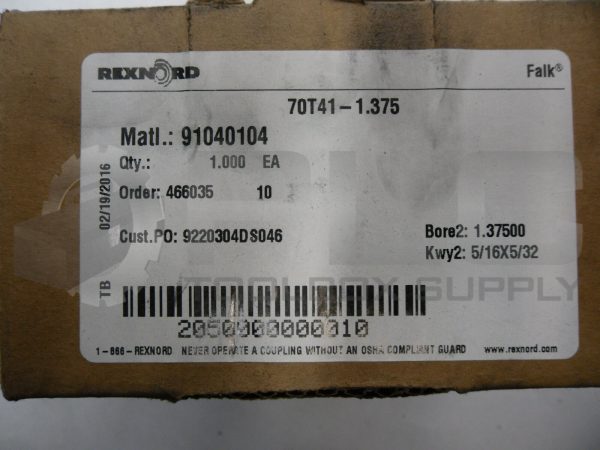 REXNORD Falk®
70T41-1.375
Matl.: 91040104
Qty.: 1.000 EA
Order: 466035 10
Cust.PO: 9220304DS046
Bore2: 1.37500
Kwy2: 5/16X5/32
02/19/2016
TB
2050900000010
1-866-REXNORD NEVER OPERATE A COUPLING WITHOUT AN OSHA COMPLIANT GUARD www.rexnord.com
TOOLBOX SUPPLY